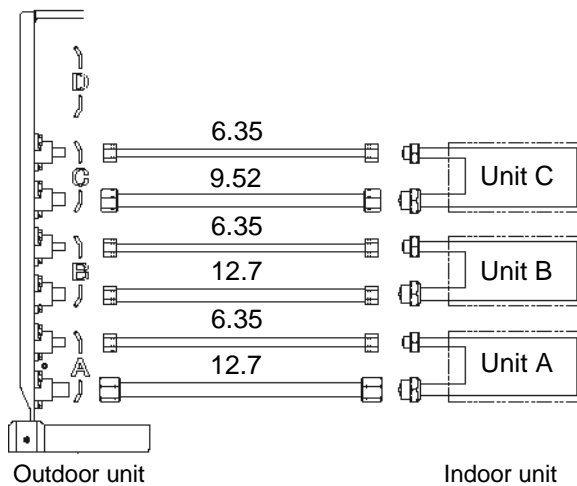 D
6.35
C
9.52
Unit C
6.35
B
12.7
Unit B
6.35
A
12.7
Unit A
Outdoor unit
Indoor unit